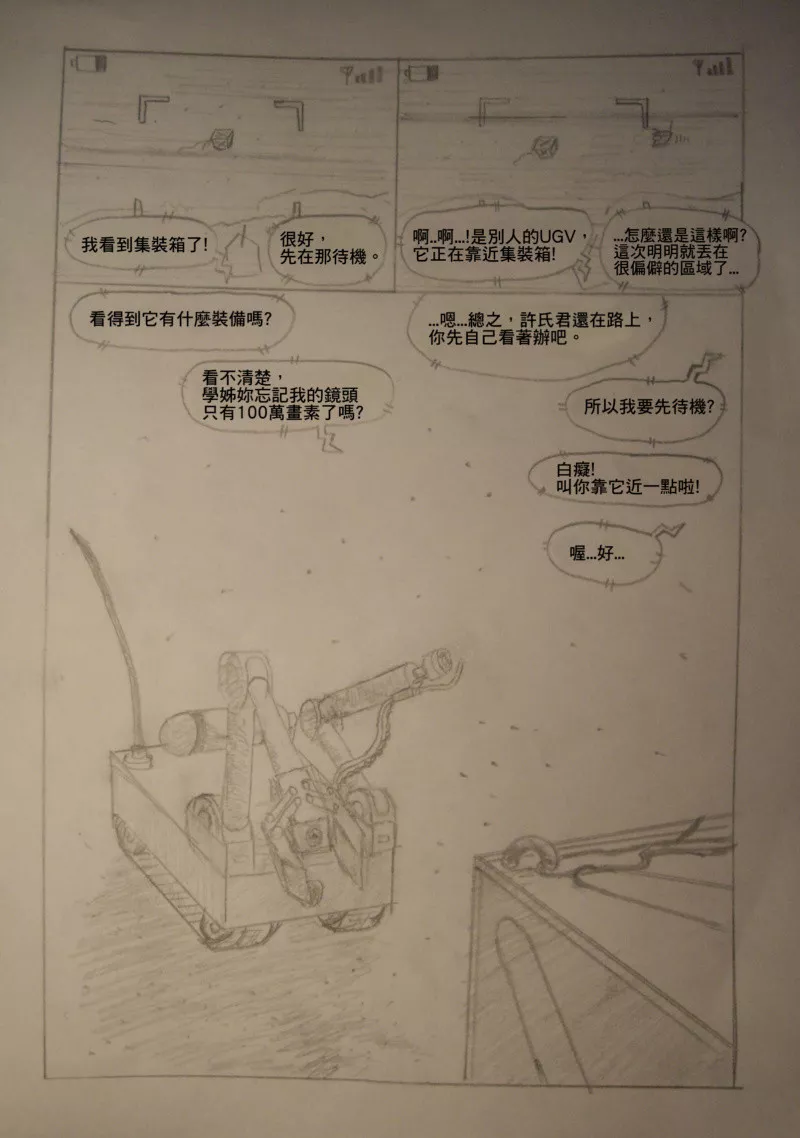 我看到集裝箱了!
很好，
先在那待機。
啊..啊...!是別人的UGV，
它正在靠近集裝箱!
...怎麼還是這樣啊?
這次明明就丟在
很偏僻的區域了...
看得到它有什麼裝備嗎?
看不清楚，
學姊妳忘記我的鏡頭
只有100萬畫素了嗎?
...嗯...總之，許氏君還在路上，
你先自己看著辦吧。
所以我要先待機?
白癡!
叫你靠它近一點啦!
喔...好...